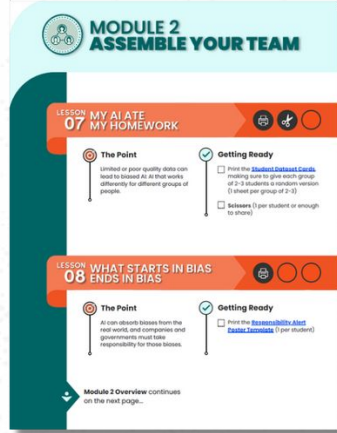 MODULE 2
ASSEMBLE YOUR TEAM
LESSON
07
MY AI ATE
MY HOMEWORK
The Point
Limited or poor quality data can
lead to biased AI: AI that works
differently for different groups of
people.
Getting Ready
Print the Student Dataset Cards,
making sure to give each group
of 2-3 students a random version
(1 sheet per group of 2-3)
Scissors (1 per student or enough
to share)
LESSON
08
WHAT STARTS IN BIAS
ENDS IN BIAS
The Point
AI can absorb biases from the
real world, and companies and
governments must take
responsibility for those biases.
Getting Ready
Print the Responsibility Alert
Poster Template (1 per student)
Module 2 Overview continues
on the next page...